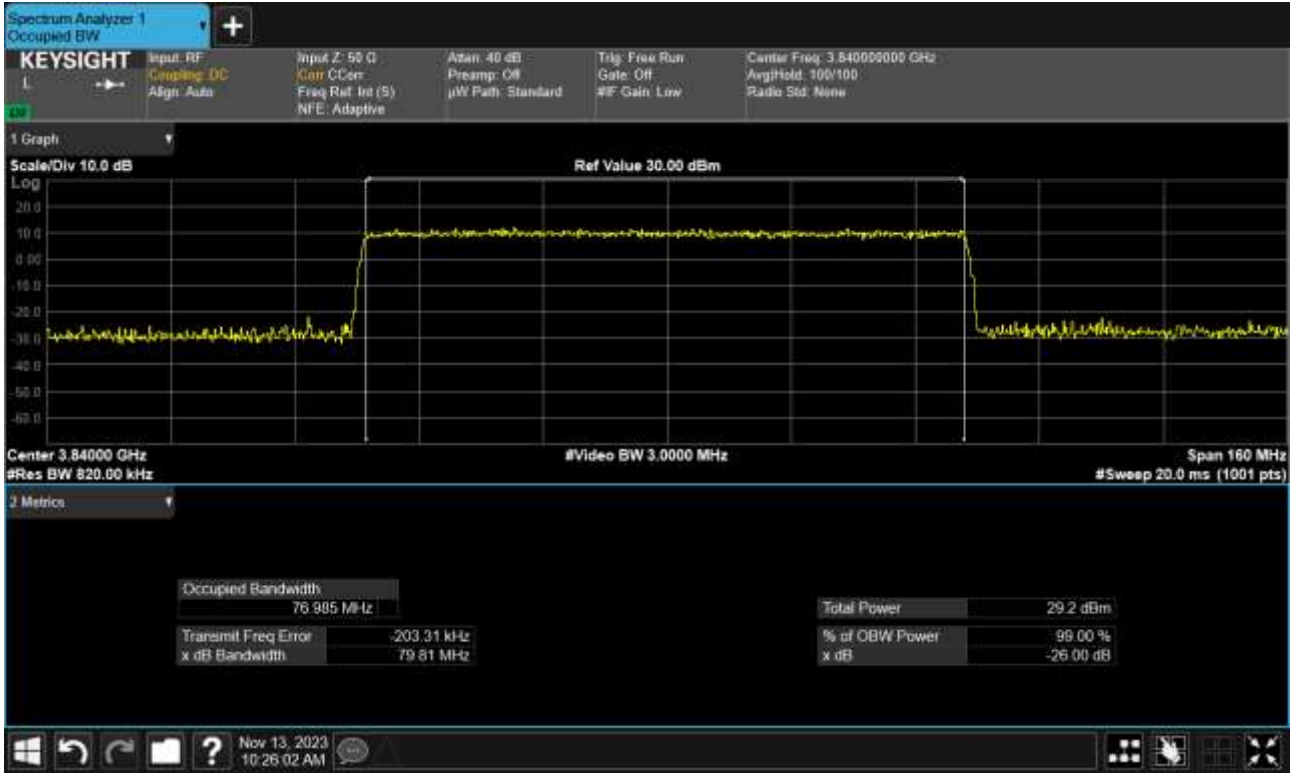 Spectrum Analyzer 1
Occupied BW
KEYSIGHT
L
Input: RF
Coupling: DC
Align: Auto
Input Z: 50 Ω
Corr CCorr
Freq Ref: Int (S)
NFE: Adaptive
Atten: 40 dB
Preamp: Off
µW Path: Standard
Trig: Free Run
Gate: Off
#IF Gain: Low
Center Freq: 3.840000000 GHz
Avg|Hold: 100/100
Radio Std: None
1 Graph
Scale/Div 10.0 dB
Ref Value 30.00 dBm
Log
20.0
10.0
0.00
-10.0
-20.0
-30.0
-40.0
-50.0
-60.0
Center 3.84000 GHz
#Video BW 3.0000 MHz
Span 160 MHz
#Res BW 820.00 kHz
#Sweep 20.0 ms (1001 pts)
2 Metrics
Occupied Bandwidth
76.985 MHz
Total Power 29.2 dBm
Transmit Freq Error -203.31 kHz
% of OBW Power 99.00 %
x dB Bandwidth 79.81 MHz
x dB -26.00 dB
?
Nov 13, 2023
10:26:02 AM